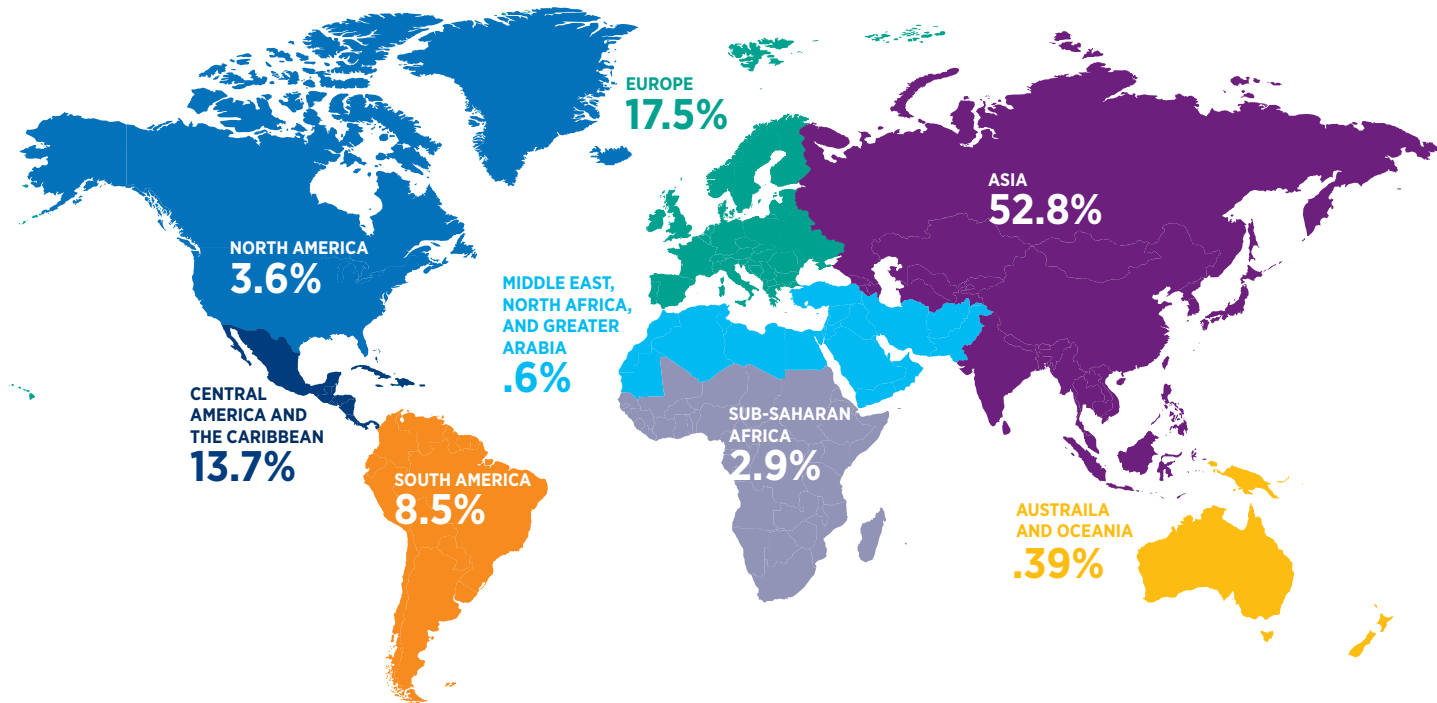 EUROPE
17.5%
ASIA
52.8%
NORTH AMERICA
3.6%
MIDDLE EAST,
NORTH AFRICA,
AND GREATER
ARABIA
.6%
CENTRAL
AMERICA AND
THE CARIBBEAN
13.7%
SUB-SAHARAN
AFRICA
2.9%
SOUTH AMERICA
8.5%
AUSTRAILA
AND OCEANIA
.39%